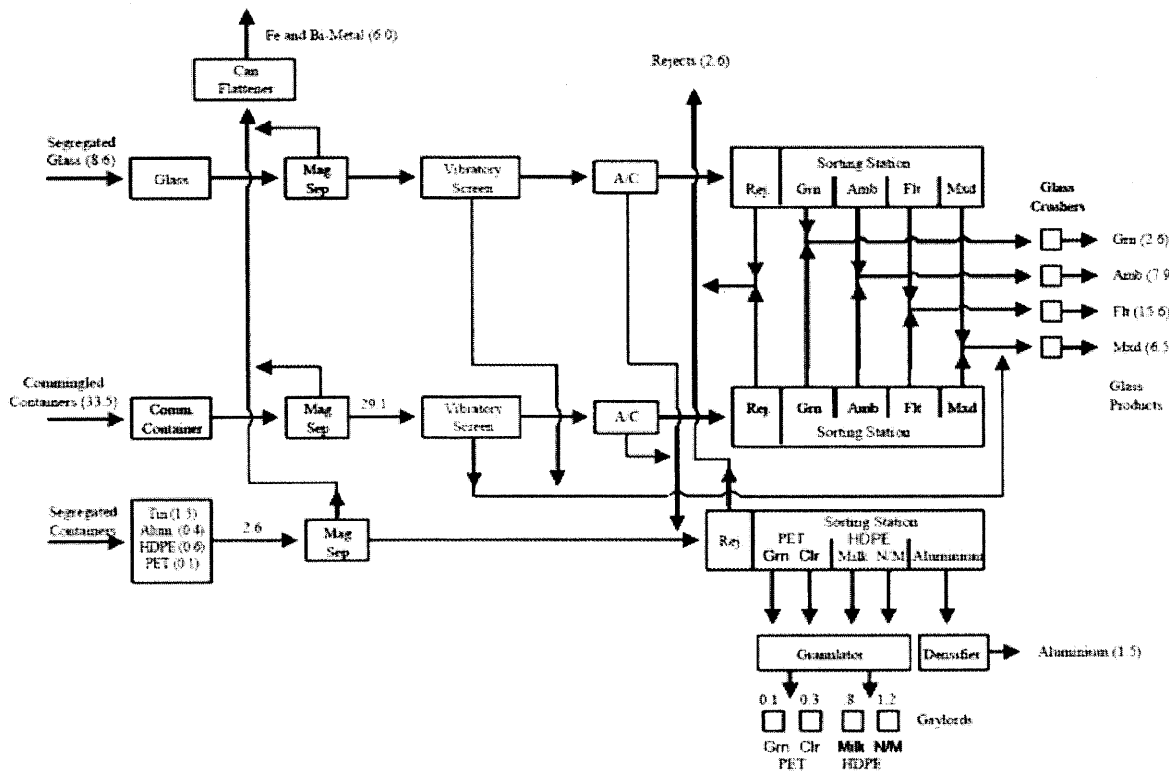 Fe and Bi-Metal (6.0)
Can
Flattener
Rejects (2.6)
Segregated
Glass (8.6)
Glass
Mag
Sep
Vibratory
Screen
A/C
Sorting Station
Rej. Grn Amb Flt Mxd
Glass
Crushers
Grn (2.6)
Amb (7.9
Flt (15.6)
Mxd (6.5
Glass
Products
Commingled
Containers (33.5)
Comm.
Container
Mag
Sep
29.1
Vibratory
Screen
A/C
Rej. Grn Amb Flt Mxd
Sorting Station
Segregated
Containers
Tin (1.5)
Alum. (0.4)
HDPE (0.6)
PET (0.1)
2.6
Mag
Sep
Sorting Station
Rej PET HDPE
Grn Clr Milk N/M Aluminium
Granulator
Densifier
Aluminium (1.5)
0.1 0.3 .8 1.2
Gaylords
Grn Clr Milk N/M
PET HDPE